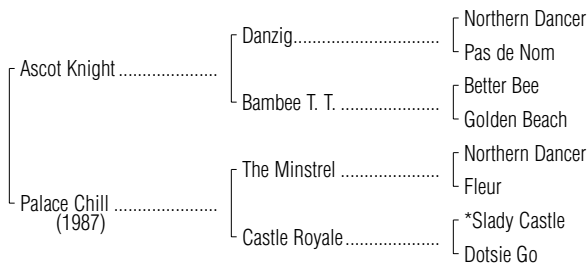 Northern Dancer
Danzig
Pas de Nom
Ascot Knight
Better Bee
Bambee T. T.
Golden Beach
Northern Dancer
The Minstrel
Fleur
Palace Chill
(1987)
*Slady Castle
Castle Royale
Dotsie Go